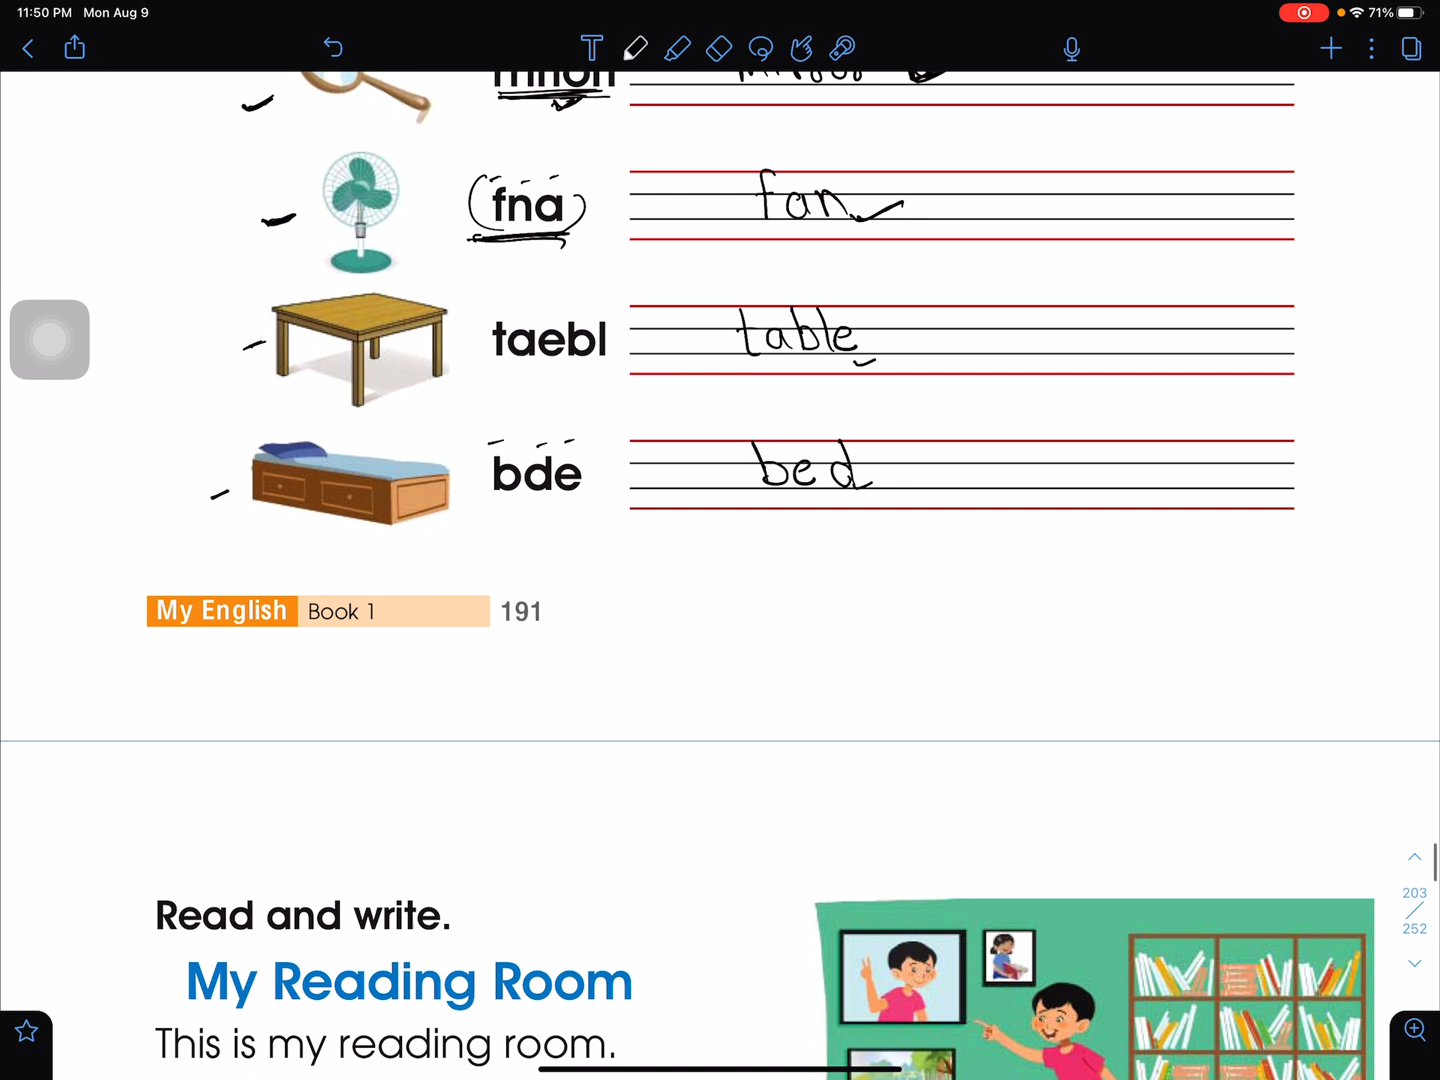 11:50 PM Mon Aug 9 71%
fna fan
taebl table
bde bed
My English Book 1 191
Read and write.
My Reading Room
This is my reading room.
203
252